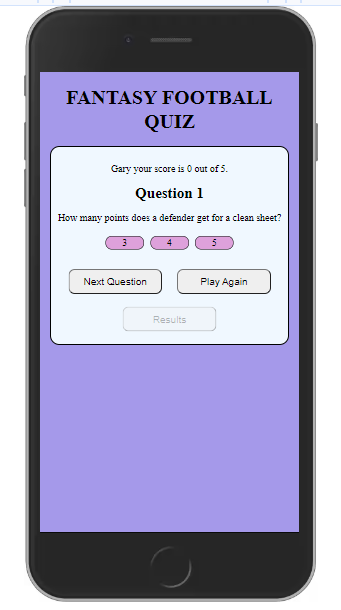 FANTASY FOOTBALL
QUIZ
Gary your score is 0 out of 5.
Question 1
How many points does a defender get for a clean sheet?
3 4 5
Next Question Play Again
Results